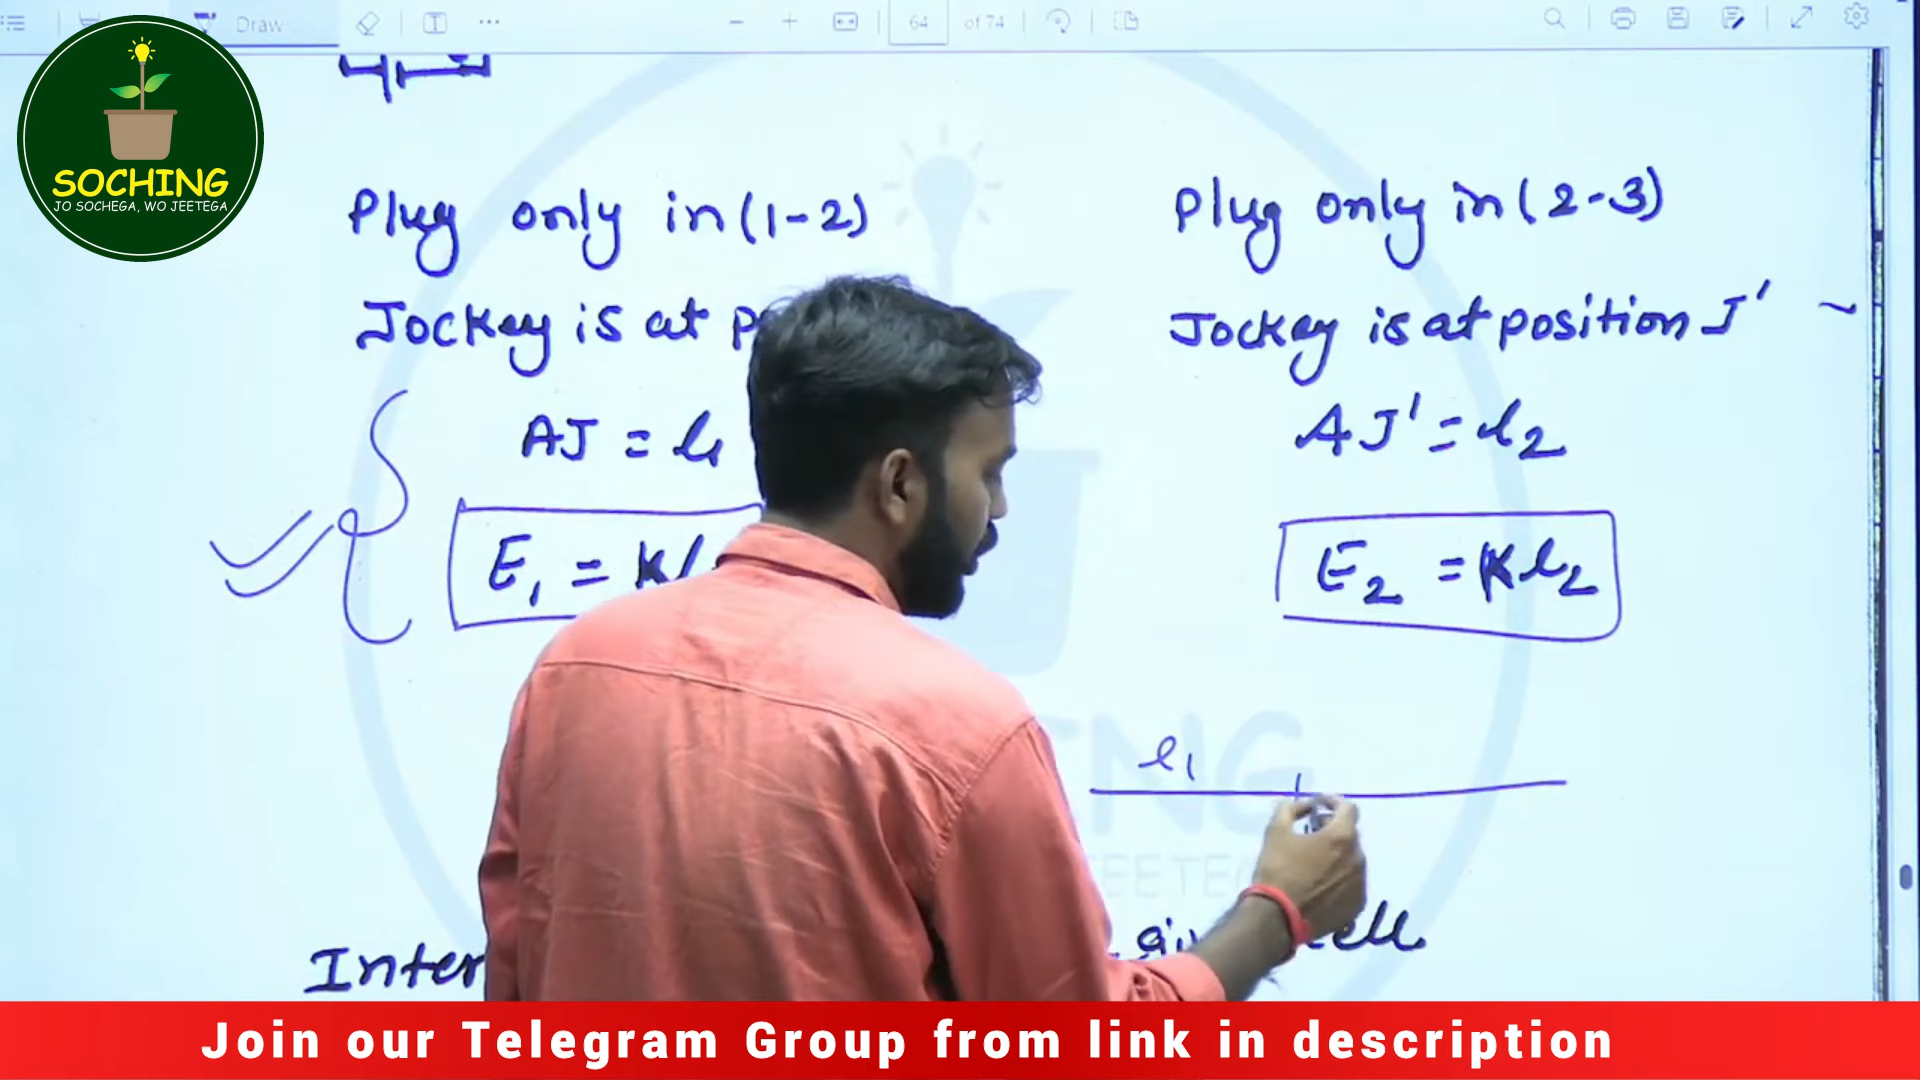 Draw
64 of 74
SOCHING
JO SOCHEGA, WO JEETEGA
Plug only in (1-2)
Jockey is at
AJ = l1
E1 = Kl
Plug only in (2-3)
Jockey is at position J'
AJ' = l2
E2 = Kl2
l1
cell
Join our Telegram Group from link in description